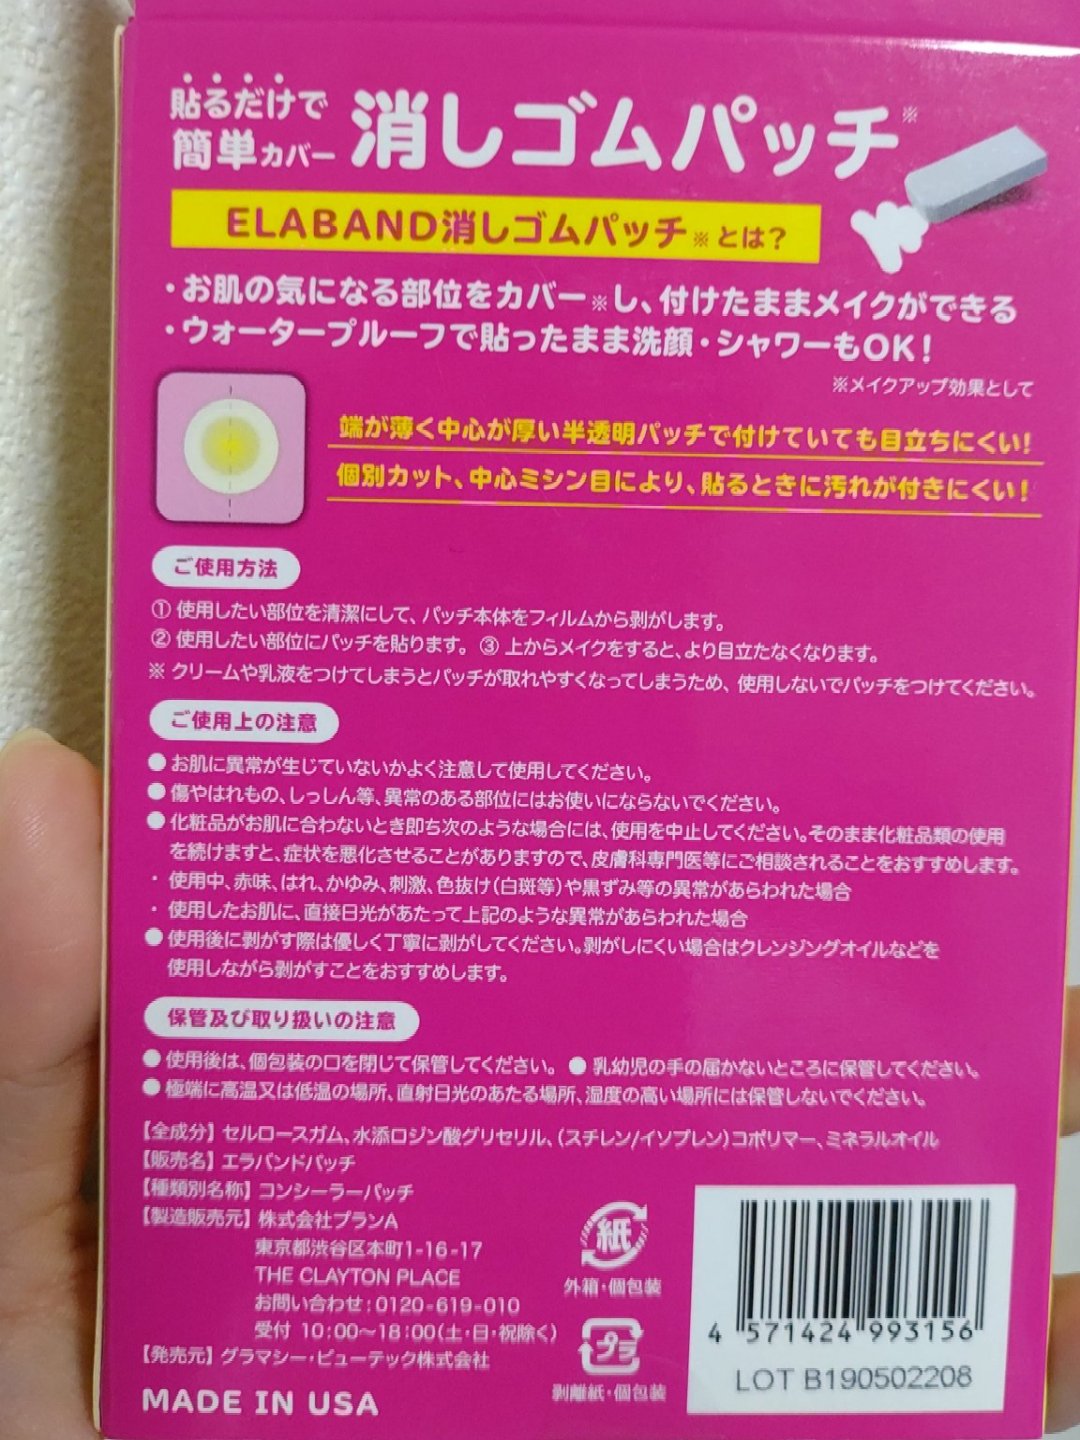 貼るだけで
簡単カバー 消しゴムパッチ※
ELABAND消しゴムパッチ※とは？
・お肌の気になる部位をカバー※し、付けたままメイクができる
・ウォータープルーフで貼ったまま洗顔・シャワーもOK！
※メイクアップ効果として
端が薄く中心が厚い半透明パッチで付けていても目立ちにくい！
個別カット、中心ミシン目により、貼るときに汚れが付きにくい！
ご使用方法
① 使用したい部位を清潔にして、パッチ本体をフィルムから剥がします。
② 使用したい部位にパッチを貼ります。 ③ 上からメイクをすると、より目立たなくなります。
※ クリームや乳液をつけてしまうとパッチが取れやすくなってしまうため、使用しないでパッチをつけてください。
ご使用上の注意
● お肌に異常が生じていないかよく注意して使用してください。
● 傷やはれもの、しっしん等、異常のある部位にはお使いにならないでください。
● 化粧品がお肌に合わないとき即ち次のような場合には、使用を中止してください。そのまま化粧品類の使用
を続けますと、症状を悪化させることがありますので、皮膚科専門医等にご相談されることをおすすめします。
・ 使用中、赤味、はれ、かゆみ、刺激、色抜け（白斑等）や黒ずみ等の異常があらわれた場合
・ 使用したお肌に、直接日光があたって上記のような異常があらわれた場合
● 使用後に剥がす際は優しく丁寧に剥がしてください。剥がしにくい場合はクレンジングオイルなどを
使用しながら剥がすことをおすすめします。
保管及び取り扱いの注意
● 使用後は、個包装の口を閉じて保管してください。 ● 乳幼児の手の届かないところに保管してください。
● 極端に高温又は低温の場所、直射日光のあたる場所、湿度の高い場所には保管しないでください。
【全成分】 セルロースガム、水添ロジン酸グリセリル、（スチレン/イソプレン）コポリマー、ミネラルオイル
【販売名】 エラバンドパッチ
【種類別名称】 コンシーラーパッチ
【製造販売元】 株式会社プランA
東京都渋谷区本町1-16-17
THE CLAYTON PLACE
お問い合わせ：0120-619-010
受付 10：00～18：00（土・日・祝除く）
【発売元】 グラマシー・ビューテック株式会社
MADE IN USA
紙
外箱・個包装
プラ
剥離紙・個包装
4 571424 993156
LOT B190502208